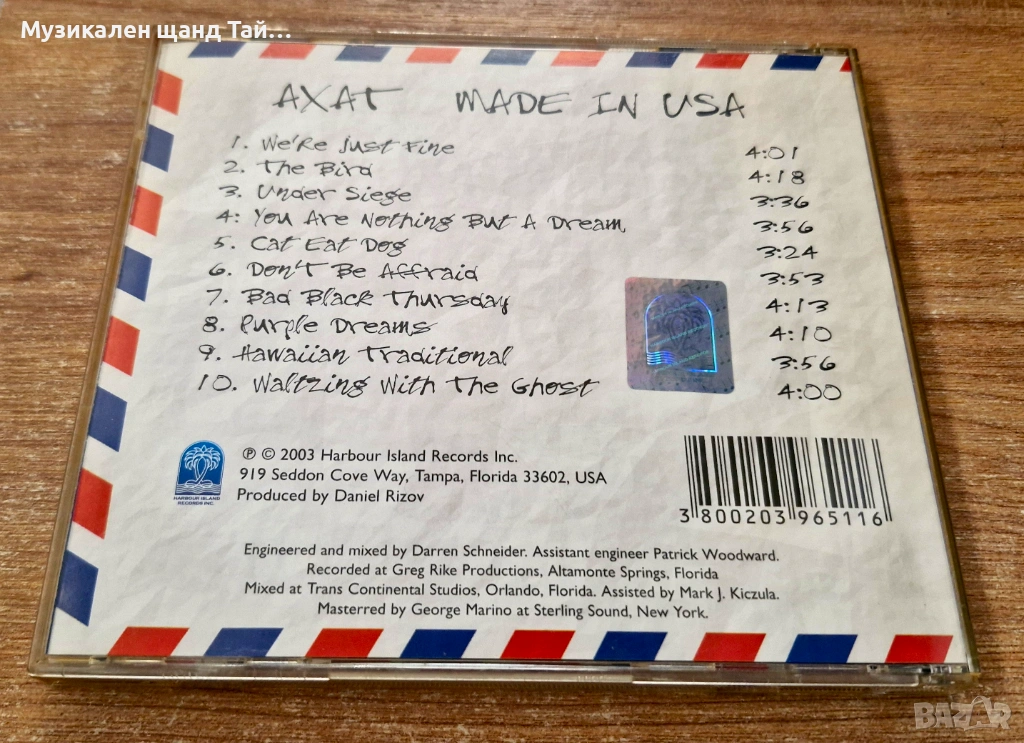 Музикален щанд Тай...
AXAT MADE IN USA
1. We're Just Fine 4:01
2. The Bird 4:18
3. Under Siege 3:36
4: You Are Nothing But A Dream 3:56
5. Cat Eat Dog 3:24
6. Don't Be Affraid 3:53
7. Bad Black Thursday 4:13
8. Purple Dreams 4:10
9. Hawaiian Traditional 3:56
10. Waltzing With The Ghost 4:00
℗ © 2003 Harbour Island Records Inc.
919 Seddon Cove Way, Tampa, Florida 33602, USA
Produced by Daniel Rizov
HARBOUR ISLAND
RECORDS INC.
3 800203 965116
Engineered and mixed by Darren Schneider. Assistant engineer Patrick Woodward.
Recorded at Greg Rike Productions, Altamonte Springs, Florida
Mixed at Trans Continental Studios, Orlando, Florida. Assisted by Mark J. Kiczula.
Masterred by George Marino at Sterling Sound, New York.
BAZAR